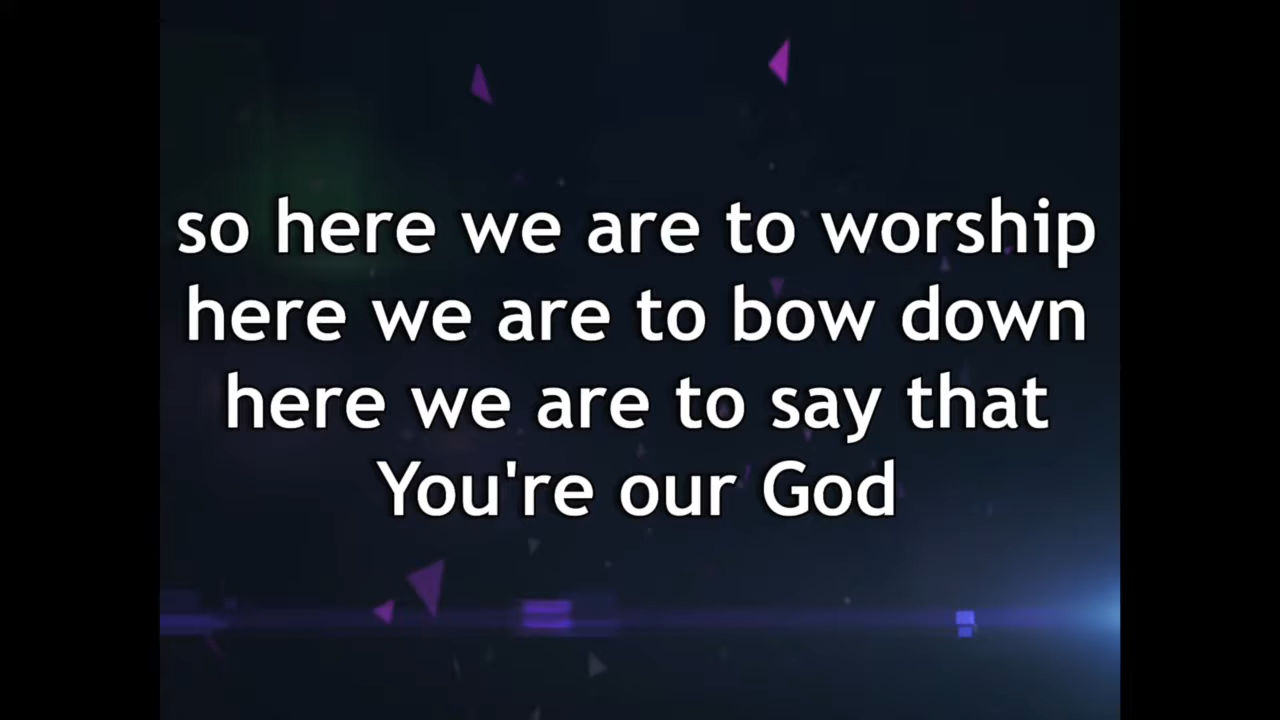 so here we are to worship
here we are to bow down
here we are to say that
You're our God